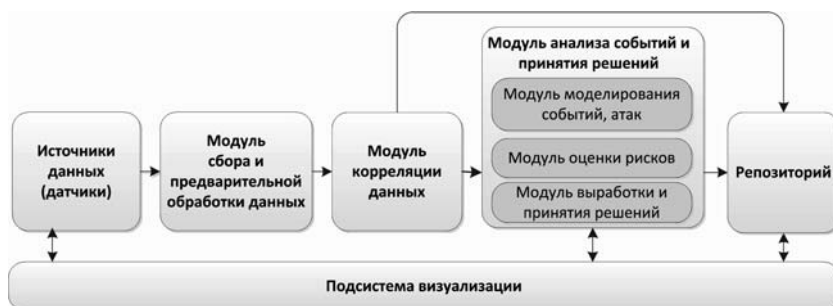 Источники
данных
(датчики)
Модуль
сбора и
предварительной
обработки данных
Модуль
корреляции
данных
Модуль анализа событий и
принятия решений
Модуль моделирования
событий, атак
Модуль оценки рисков
Модуль выработки и
принятия решений
Репозиторий
Подсистема визуализации